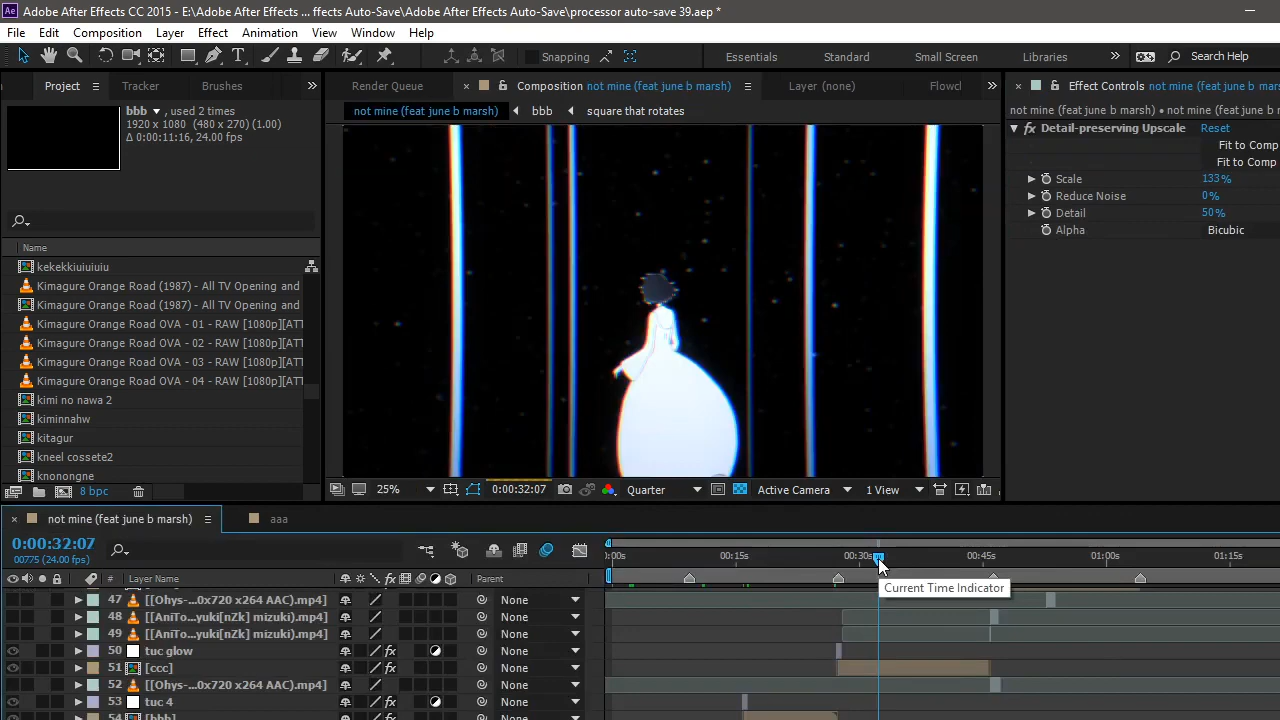 Adobe After Effects CC 2015 - E:\Adobe After Effects ... ffects Auto-Save\Adobe After Effects Auto-Save\processor auto-save 39.aep *
File Edit Composition Layer Effect Animation View Window Help
Snapping Essentials Standard Small Screen Libraries Search Help
Project Tracker Brushes
bbb , used 2 times
1920 x 1080 (480 x 270) (1.00)
Δ 0:00:11:16, 24.00 fps
Name
kekekkiuiuiuiu
Kimagure Orange Road (1987) - All TV Opening and
Kimagure Orange Road (1987) - All TV Opening and
Kimagure Orange Road OVA - 01 - RAW [1080p][ATT
Kimagure Orange Road OVA - 02 - RAW [1080p][ATT
Kimagure Orange Road OVA - 03 - RAW [1080p][ATT
Kimagure Orange Road OVA - 04 - RAW [1080p][ATT
kimi no nawa 2
kiminnahw
kitagur
kneel cossete2
knonongne
8 bpc
Render Queue Composition not mine (feat june b marsh) Layer (none) Flowcl
not mine (feat june b marsh) bbb square that rotates
25% 0:00:32:07 Quarter Active Camera 1 View
Effect Controls not mine (feat june b mars
not mine (feat june b marsh) • not mine (feat june b
fx Detail-preserving Upscale Reset
Fit to Comp
Fit to Comp
Scale 133%
Reduce Noise 0%
Detail 50%
Alpha Bicubic
not mine (feat june b marsh) aaa
0:00:32:07
00775 (24.00 fps)
# Layer Name Parent
:00s 00:15s 00:30s 00:45s 01:00s 01:15s
Current Time Indicator
47 [[Ohys-...0x720 x264 AAC).mp4] None
48 [[AniTo...yuki[nZk] mizuki).mp4] None
49 [[AniTo...yuki[nZk] mizuki).mp4] None
50 tuc glow fx None
51 [ccc] fx None
52 [[Ohys-...0x720 x264 AAC).mp4] None
53 tuc 4 fx None
54 [bbb]